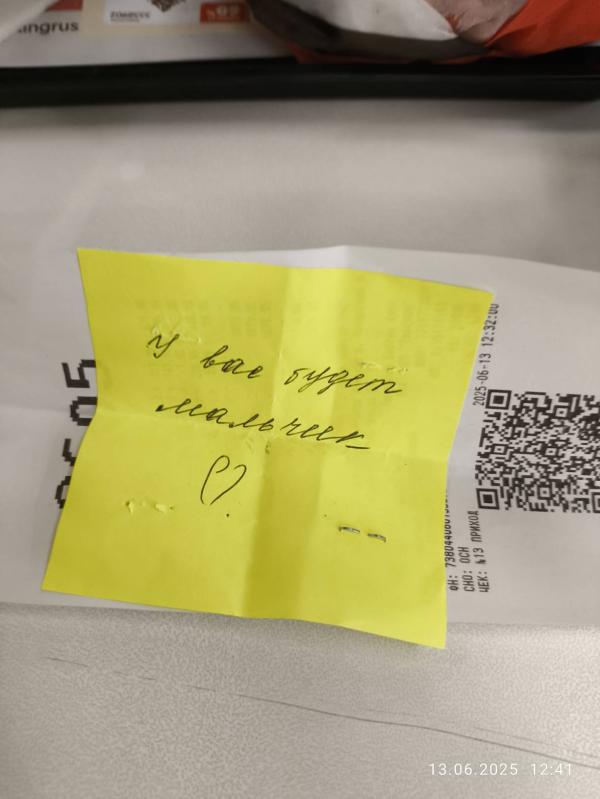 ingrus
У вас будет
мальчик
2025-06-13 12:32:00
СНО: ОСН
ЧЕК: №13 ПРИХОД
13.06.2025 12:41